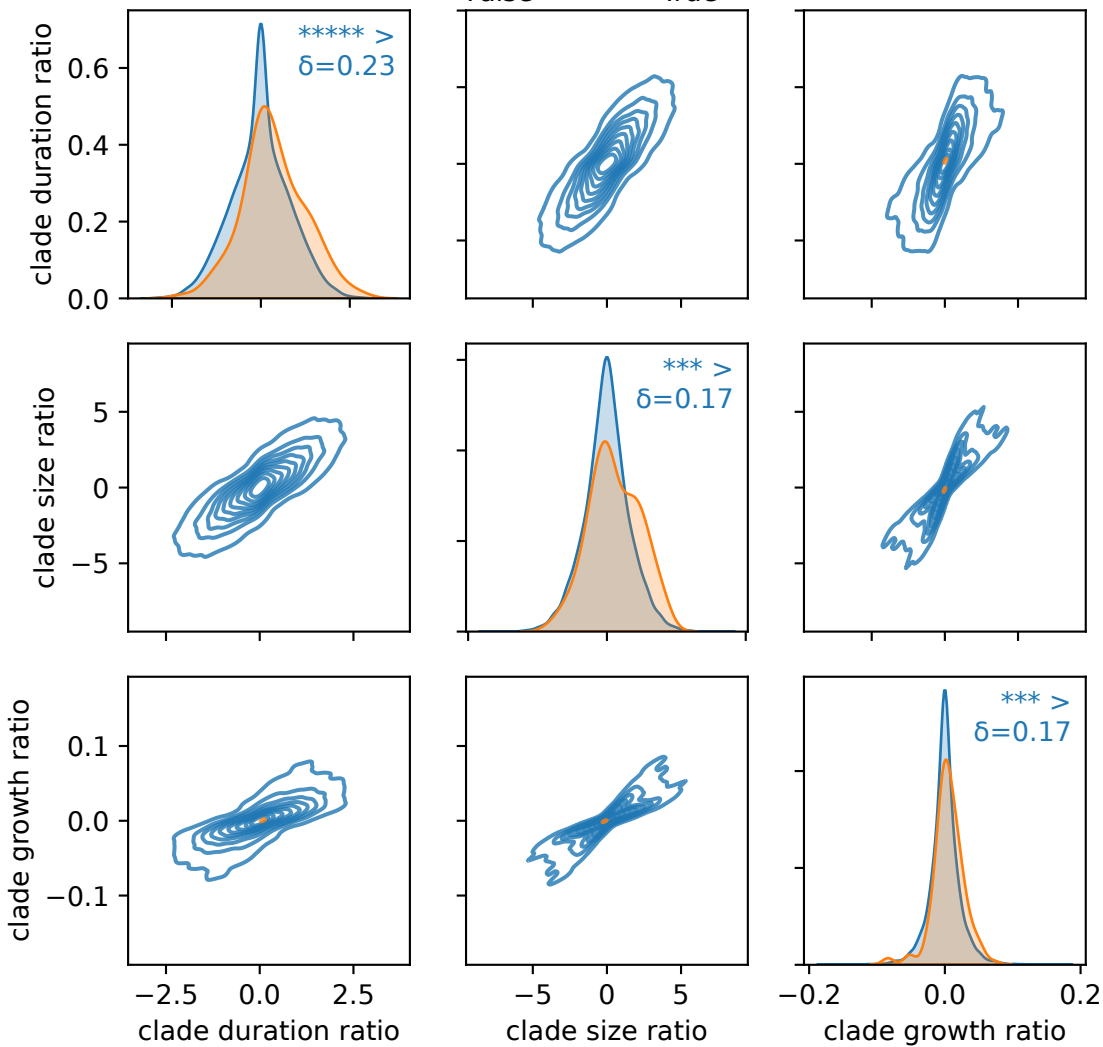 ***** >
δ=0.23
clade duration ratio
0.6
0.4
0.2
0.0
*** >
δ=0.17
clade size ratio
5
0
−5
*** >
δ=0.17
clade growth ratio
0.1
0.0
−0.1
−2.5 0.0 2.5 −5 0 5 −0.2 0.0 0.2
clade duration ratio clade size ratio clade growth ratio